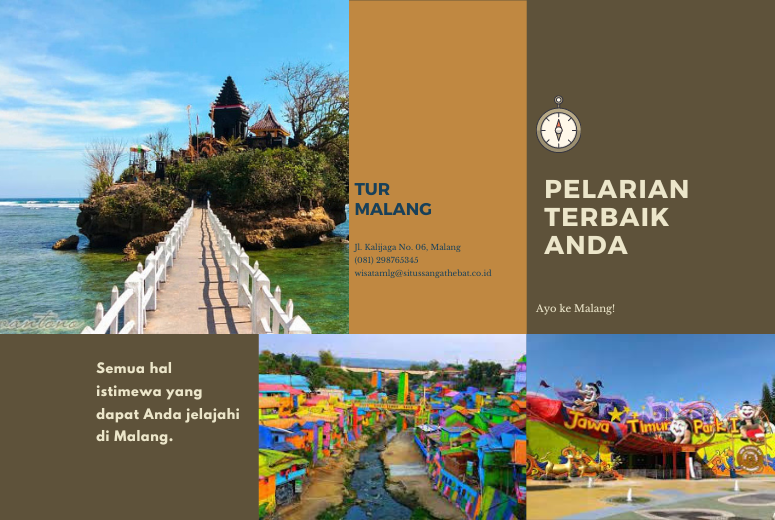 TUR
MALANG
Jl. Kalijaga No. 06, Malang
(081) 298765345
wisatamlg@situssangathebat.co.id
PELARIAN
TERBAIK
ANDA
Ayo ke Malang!
Semua hal
istimewa yang
dapat Anda jelajahi
di Malang.
Jawa Timur Park 1